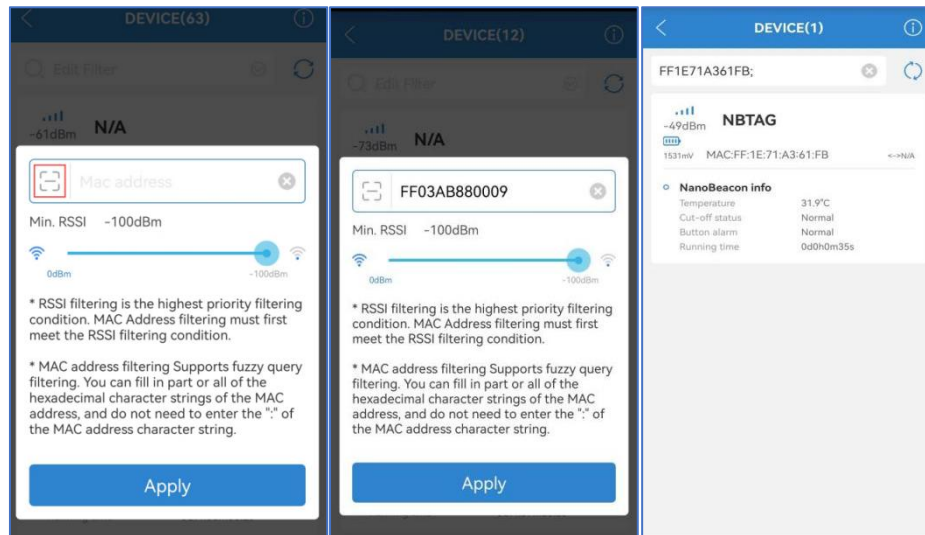 DEVICE(63)
Edit Filter
-61dBm N/A
Mac address
Min. RSSI -100dBm
0dBm -100dBm
* RSSI filtering is the highest priority filtering
condition. MAC Address filtering must first
meet the RSSI filtering condition.
* MAC address filtering Supports fuzzy query
filtering. You can fill in part or all of the
hexadecimal character strings of the MAC
address, and do not need to enter the ":" of
the MAC address character string.
Apply
DEVICE(12)
Edit Filter
-73dBm N/A
FF03AB880009
Min. RSSI -100dBm
0dBm -100dBm
* RSSI filtering is the highest priority filtering
condition. MAC Address filtering must first
meet the RSSI filtering condition.
* MAC address filtering Supports fuzzy query
filtering. You can fill in part or all of the
hexadecimal character strings of the MAC
address, and do not need to enter the ":" of
the MAC address character string.
Apply
DEVICE(1)
FF1E71A361FB;
-49dBm NBTAG
1531mV MAC:FF:1E:71:A3:61:FB <->N/A
NanoBeacon info
Temperature 31.9°C
Cut-off status Normal
Button alarm Normal
Running time 0d0h0m35s